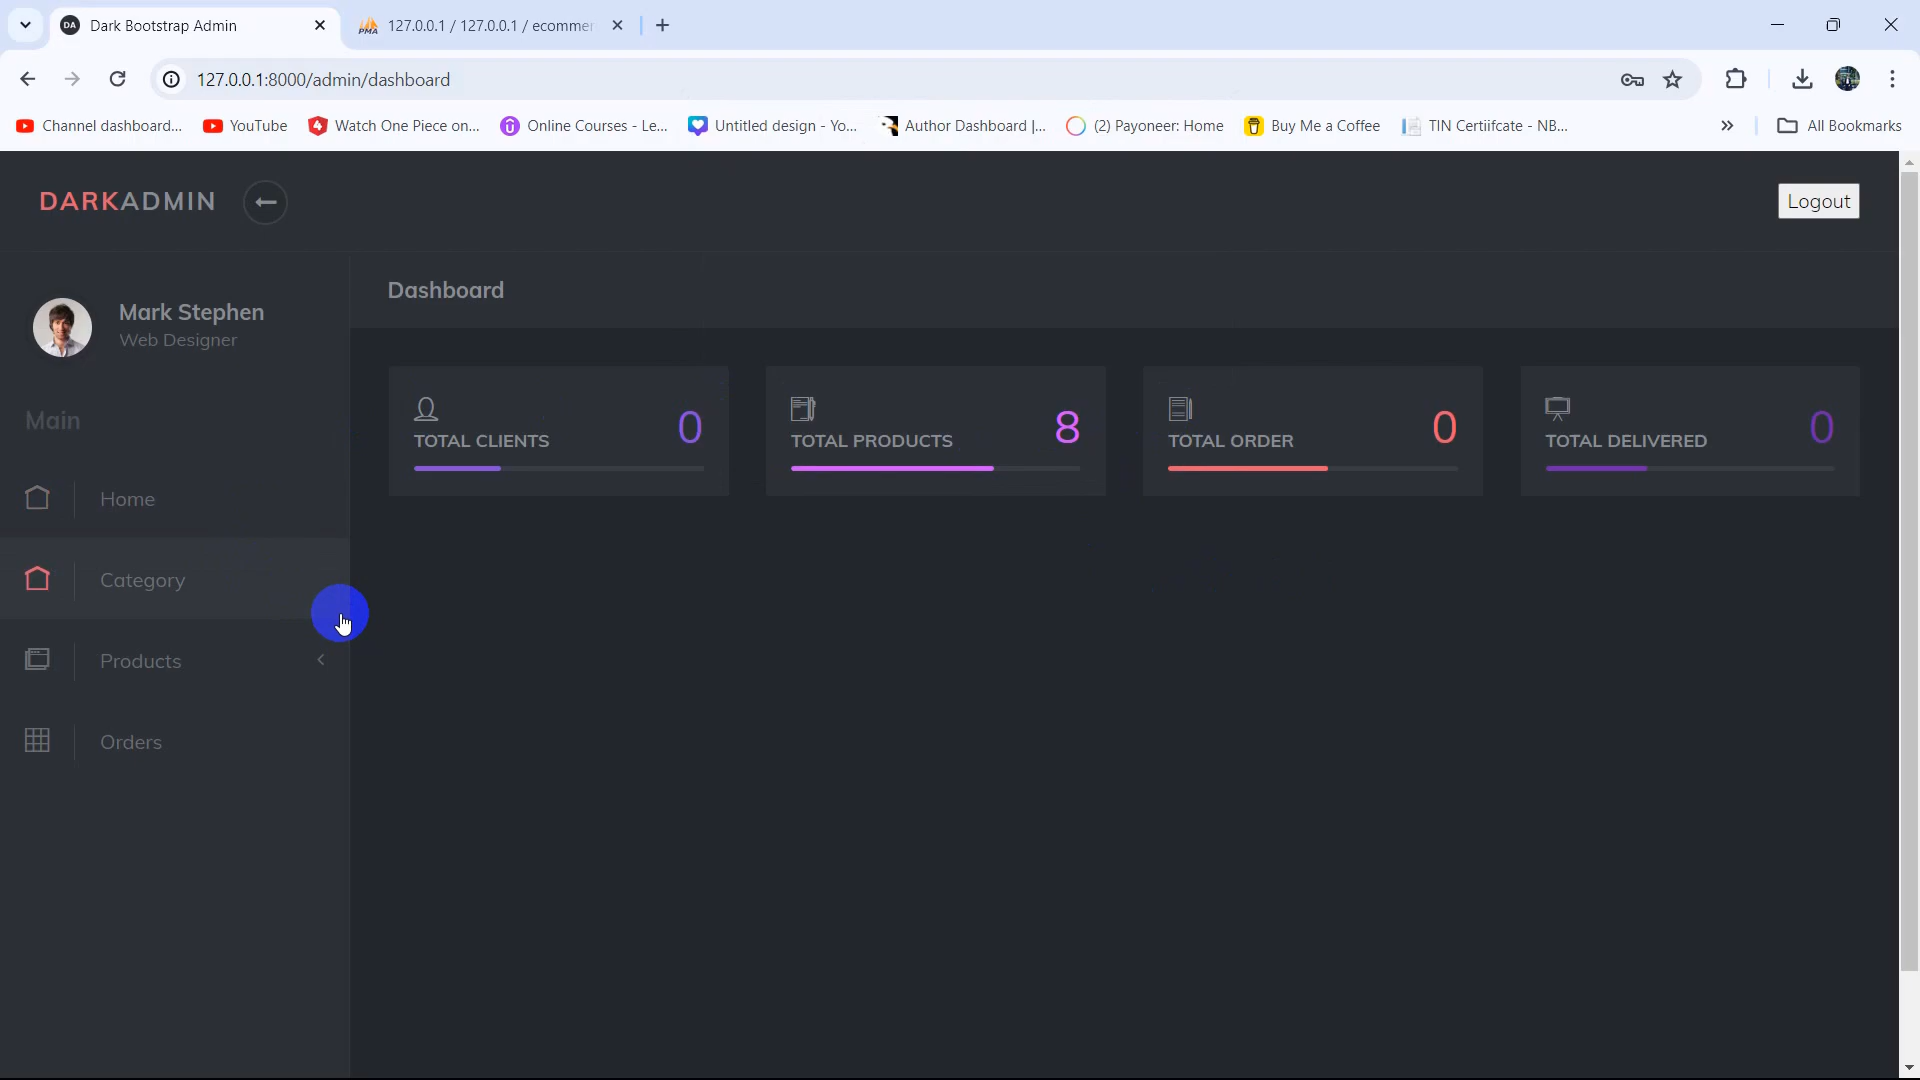 DA Dark Bootstrap Admin
PMA 127.0.0.1 / 127.0.0.1 / ecommer
127.0.0.1:8000/admin/dashboard
Channel dashboard... YouTube Watch One Piece on... Online Courses - Le... Untitled design - Yo... Author Dashboard |... (2) Payoneer: Home Buy Me a Coffee TIN Certiifcate - NB... All Bookmarks
DARKADMIN
Logout
Mark Stephen
Web Designer
Main
Home
Category
Products
Orders
Dashboard
TOTAL CLIENTS 0
TOTAL PRODUCTS 8
TOTAL ORDER 0
TOTAL DELIVERED 0